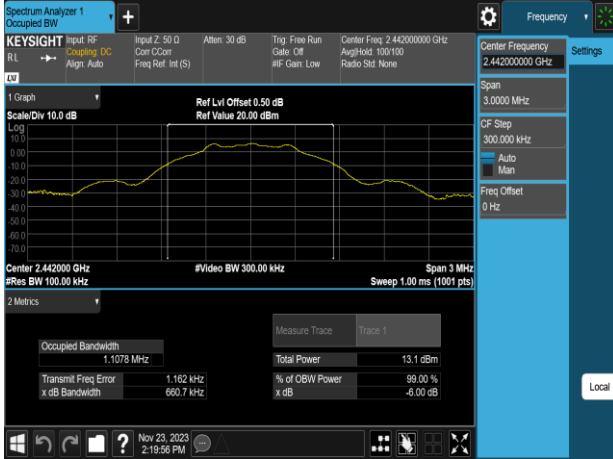 Spectrum Analyzer 1
Occupied BW
+
Frequency
KEYSIGHT
Input: RF
Coupling: DC
Align: Auto
Input Z: 50 Ω
Corr CCorr
Freq Ref: Int (S)
Atten: 30 dB
Trig: Free Run
Gate: Off
#IF Gain: Low
Center Freq: 2.442000000 GHz
Avg|Hold: 100/100
Radio Std: None
R L
LXI
Center Frequency
2.442000000 GHz
Settings
Span
3.0000 MHz
CF Step
300.000 kHz
Auto
Man
Freq Offset
0 Hz
Local
1 Graph
Scale/Div 10.0 dB
Ref Lvl Offset 0.50 dB
Ref Value 20.00 dBm
Log
10.0
0.00
-10.0
-20.0
-30.0
-40.0
-50.0
-60.0
-70.0
Center 2.442000 GHz
#Video BW 300.00 kHz
Span 3 MHz
#Res BW 100.00 kHz
Sweep 1.00 ms (1001 pts)
2 Metrics
Measure Trace
Trace 1
Occupied Bandwidth
1.1078 MHz
Total Power
13.1 dBm
Transmit Freq Error
1.162 kHz
% of OBW Power
99.00 %
x dB Bandwidth
660.7 kHz
x dB
-6.00 dB
?
Nov 23, 2023
2:19:56 PM